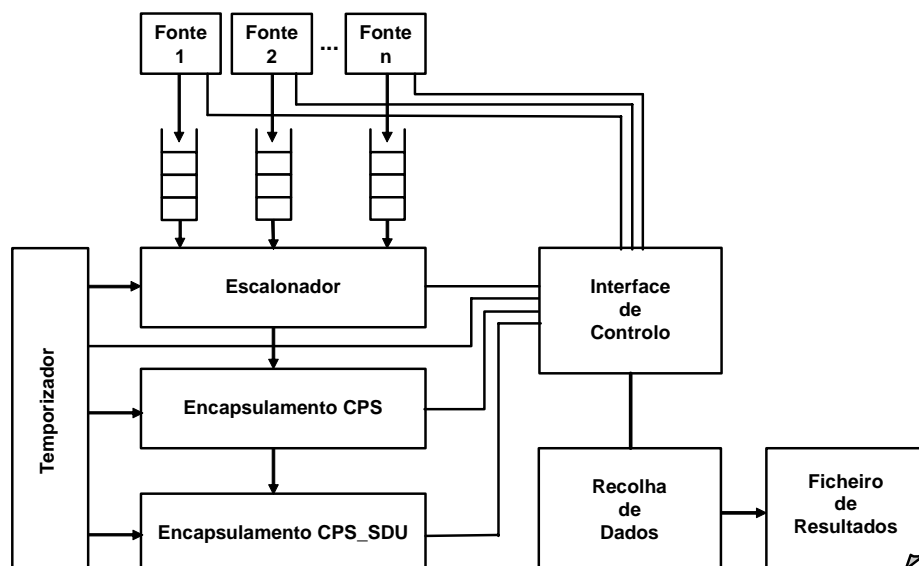 Fonte
1
Fonte
2
...
Fonte
n
Escalonador
Interface
de
Controlo
Temporizador
Encapsulamento CPS
Encapsulamento CPS_SDU
Recolha
de
Dados
Ficheiro
de
Resultados